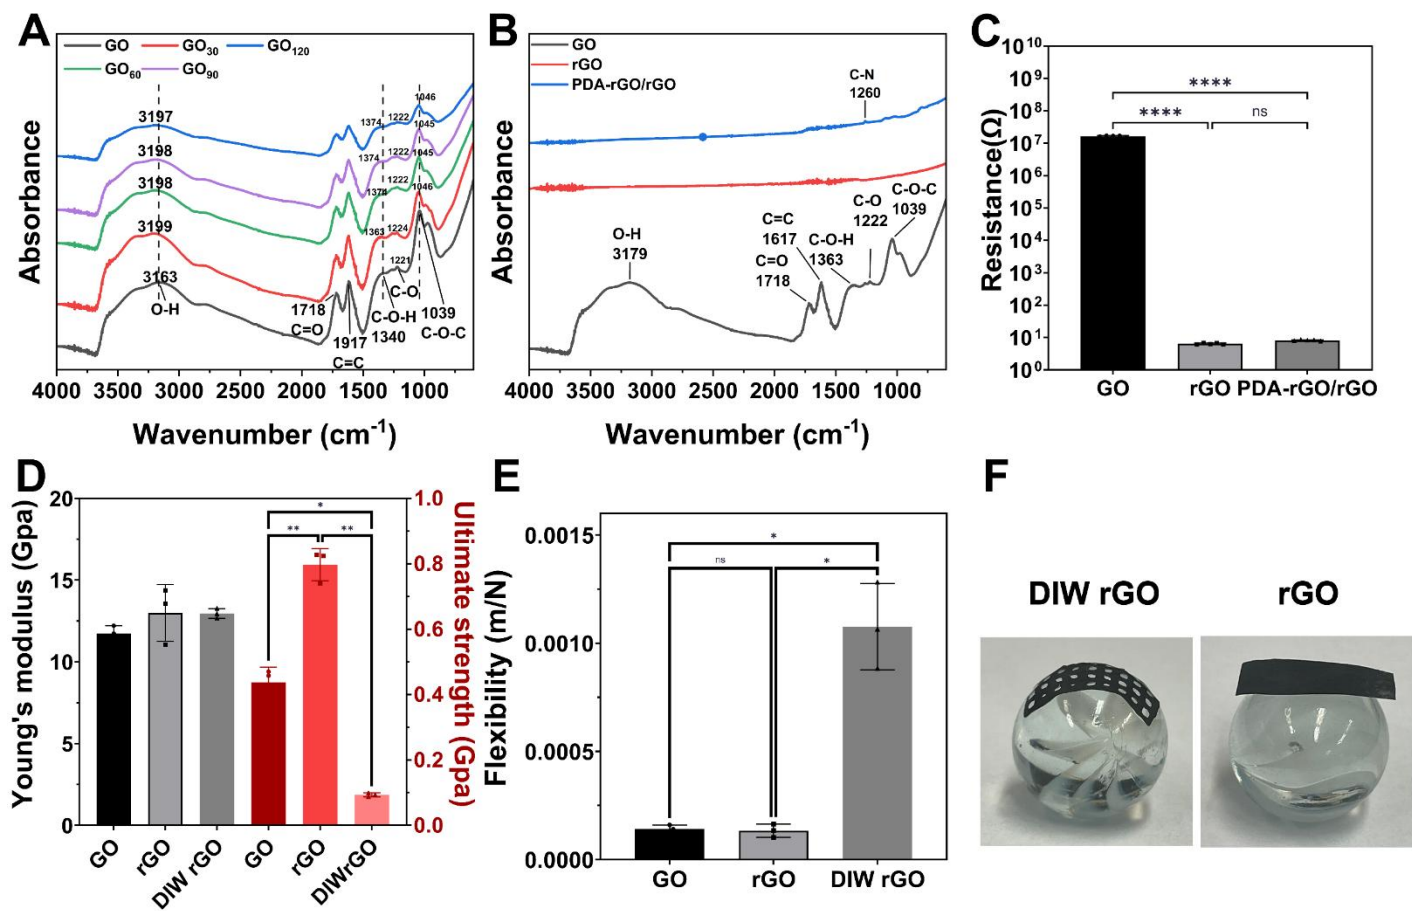 A
GO GO30 GO120
GO60 GO90
3197
3198
3198
3199
3163
O-H
1374 1222 1046
1374 1222 1045
1374 1222 1045
1363 1224 1046
1221
C-O
1718
C=O
1917
C=C
C-O-H
1340
1039
C-O-C
Absorbance
4000 3500 3000 2500 2000 1500 1000
Wavenumber (cm-1)
B
GO
rGO
PDA-rGO/rGO
C-N
1260
O-H
3179
C=C
1617
C=O
1718
C-O-H
1363
C-O
1222
C-O-C
1039
Absorbance
4000 3500 3000 2500 2000 1500 1000
Wavenumber (cm-1)
C
Resistance(Ω)
10^10
10^9
10^8
10^7
10^6
10^5
10^4
10^3
10^2
10^1
10^0
****
**** ns
GO rGO PDA-rGO/rGO
D
Young's modulus (Gpa)
20
15
10
5
0
*
** **
1.0
0.8
0.6
0.4
0.2
0.0
Ultimate strength (Gpa)
GO rGO DIW rGO GO rGO DIWrGO
E
Flexibility (m/N)
0.0015
0.0010
0.0005
0.0000
*
ns *
GO rGO DIW rGO
F
DIW rGO rGO